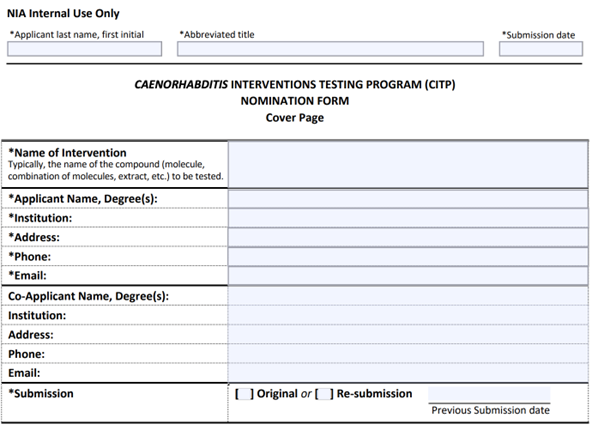 NIA Internal Use Only
*Applicant last name, first initial *Abbreviated title *Submission date
CAENORHABDITIS INTERVENTIONS TESTING PROGRAM (CITP)
NOMINATION FORM
Cover Page
*Name of Intervention
Typically, the name of the compound (molecule,
combination of molecules, extract, etc.) to be tested.
*Applicant Name, Degree(s):
*Institution:
*Address:
*Phone:
*Email:
Co-Applicant Name, Degree(s):
Institution:
Address:
Phone:
Email:
*Submission [ ] Original or [ ] Re-submission
Previous Submission date